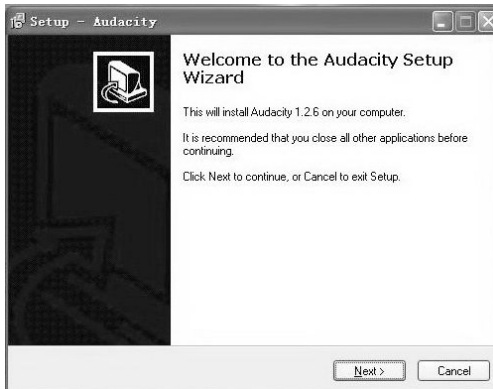 Setup - Audacity
Welcome to the Audacity Setup
Wizard
This will install Audacity 1.2.6 on your computer.
It is recommended that you close all other applications before
continuing.
Click Next to continue, or Cancel to exit Setup.
Next >
Cancel